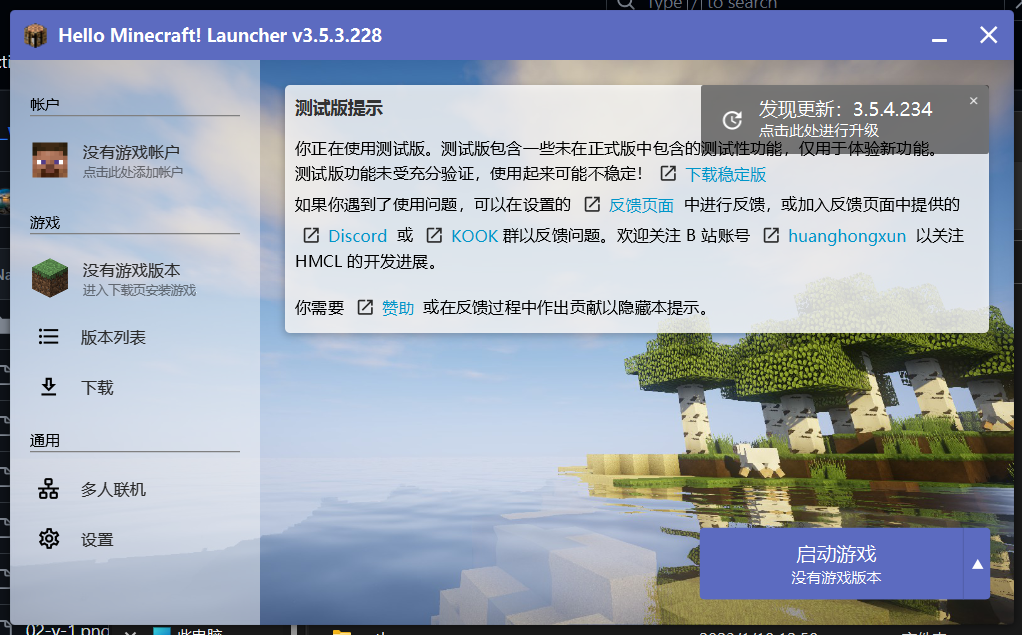 Type / to search
Hello Minecraft! Launcher v3.5.3.228
帐户
没有游戏帐户
点击此处添加帐户
游戏
没有游戏版本
进入下载页安装游戏
版本列表
下载
通用
多人联机
设置
测试版提示
发现更新：3.5.4.234
点击此处进行升级
你正在使用测试版。测试版包含一些未在正式版中包含的测试性功能，仅用于体验新功能。
测试版功能未受充分验证，使用起来可能不稳定！ 下载稳定版
如果你遇到了使用问题，可以在设置的 反馈页面 中进行反馈，或加入反馈页面中提供的
Discord 或 KOOK 群以反馈问题。欢迎关注 B 站账号 huanghongxun 以关注
HMCL 的开发进展。
你需要 赞助 或在反馈过程中作出贡献以隐藏本提示。
启动游戏
没有游戏版本
02-v-1.png
此电脑